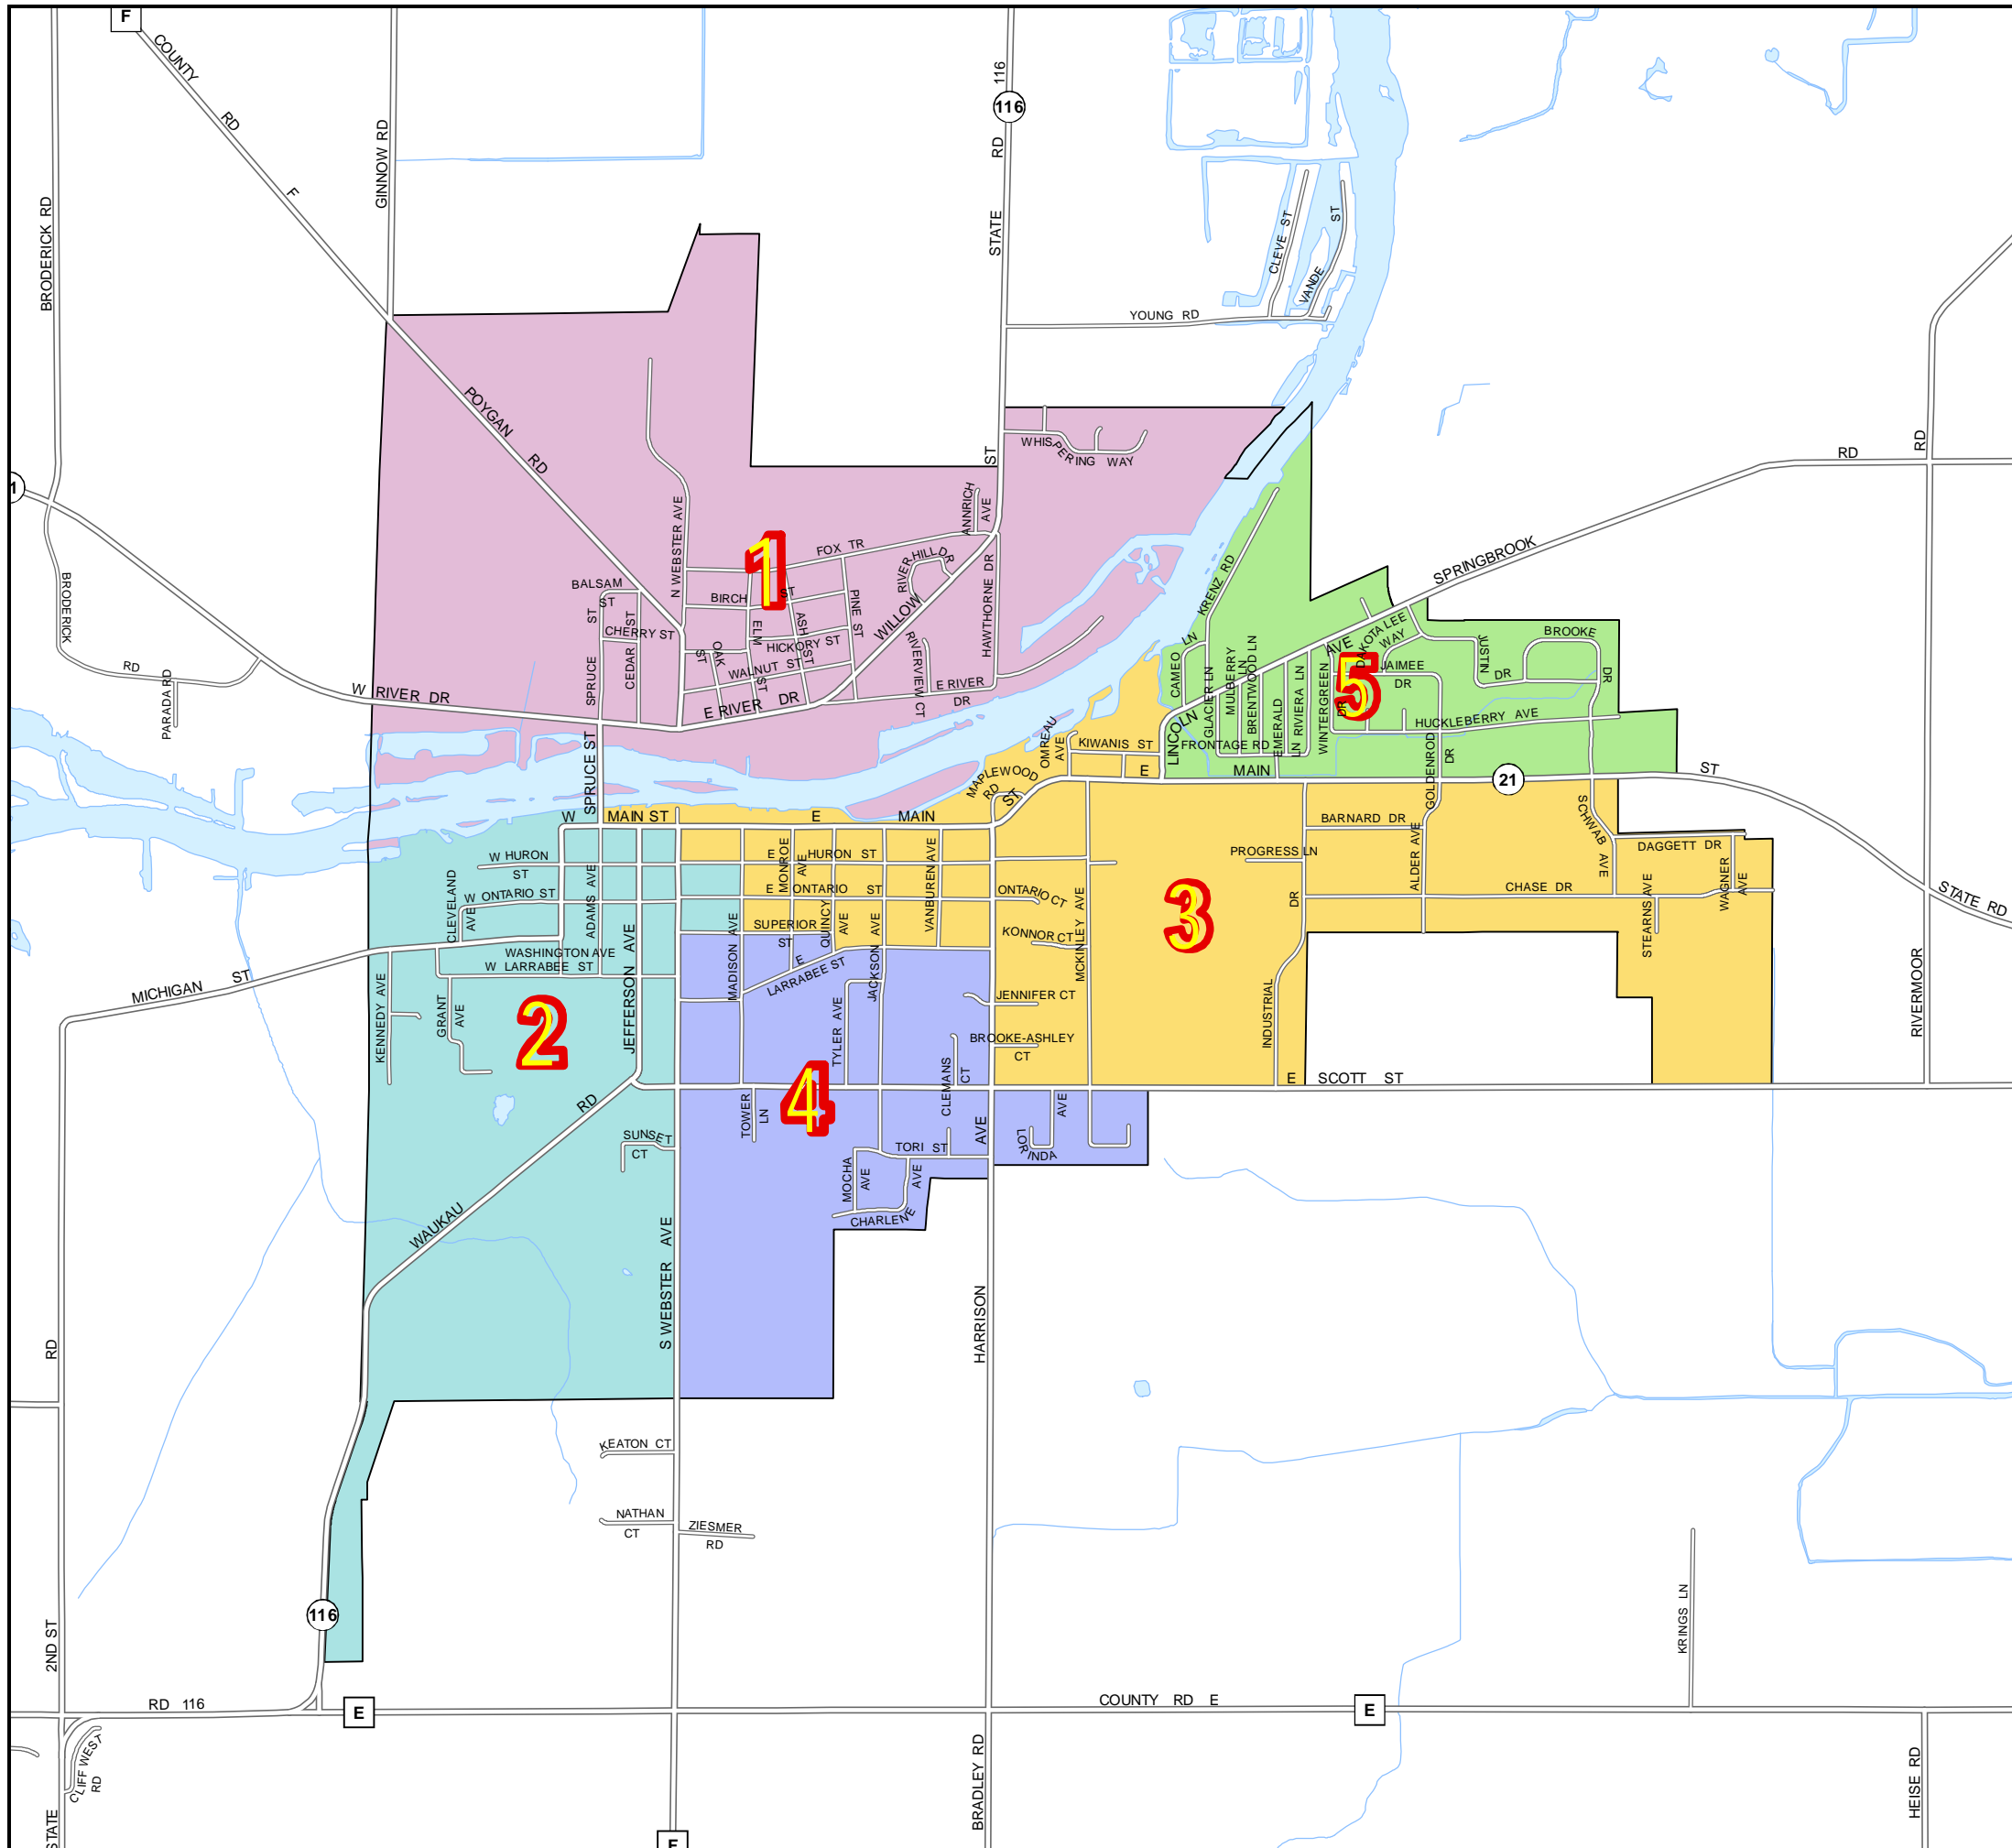 F
COUNTY
RD
F
POYGAN
RD
GINNOW RD
BRODERICK RD
116
116
RD
STATE
ST
CLEVE ST
VANDE
ST
YOUNG RD
RD
RD
1
BRODERICK
RD
PARADA RD
W RIVER DR
WHISPERING WAY
ANNRICH
AVE
N WEBSTER AVE
1
FOX TR
RIVER HILL DR
HAWTHORNE DR
BALSAM
ST
BIRCH ST
ST
SPRUCE
CHERRY ST
CEDAR ST
OAK
ST
ELM
ST
ASH ST
HICKORY ST
WALNUT ST
PINE ST
WILLOW
RIVERVIEW CT
E RIVER
DR
E RIVER DR
SPRUCE ST
KRENZ RD
SPRINGBROOK
CAMEO LN
GLACIER LN
MULBERRY
LN
BRENTWOOD LN
EMERALD
LN
RIVIERA LN
WINTERGREEN
DR
AVE
DAKOTA LEE
WAY
5
JAIMEE
DR
JUSTIN
DR
BROOKE
DR
HUCKLEBERRY AVE
GOLDENROD
DR
LINCOLN
FRONTAGE RD
OMREAU
AVE
KIWANIS ST
MAPLEWOOD
RD
ST
E
MAIN
21
ST
W
MAIN ST
E
MAIN
W HURON
ST
E HURON ST
MONROE
AVE
VANBUREN AVE
W ONTARIO ST
E ONTARIO ST
ONTARIO CT
CLEVELAND
AVE
ADAMS AVE
JEFFERSON AVE
MADISON AVE
SUPERIOR
ST
QUINCY
AVE
JACKSON AVE
KONNOR CT
MCKINLEY AVE
3
BARNARD DR
PROGRESS LN
ALDER AVE
CHASE DR
DR
INDUSTRIAL
SCHWAB AVE
DAGGETT DR
STEARNS AVE
WAGNER
AVE
STATE RD
RIVERMOOR
WASHINGTON AVE
W LARRABEE ST
E
LARRABEE ST
MICHIGAN ST
KENNEDY AVE
GRANT
AVE
2
TYLER AVE
JENNIFER CT
BROOKE-ASHLEY
CT
CLEMANS
CT
4
E SCOTT ST
TOWER
LN
AVE
LORINDA
AVE
RD
SUNSET
CT
TORI ST
MOCHA
AVE
AVE
CHARLENE
WAUKAU
S WEBSTER AVE
HARRISON
RD
KEATON CT
NATHAN
CT
ZIESMER
RD
116
2ND ST
KRINGS LN
RD 116
E
COUNTY RD E
E
CLIFF WEST
RD
BRADLEY RD
HEISE RD
STATE